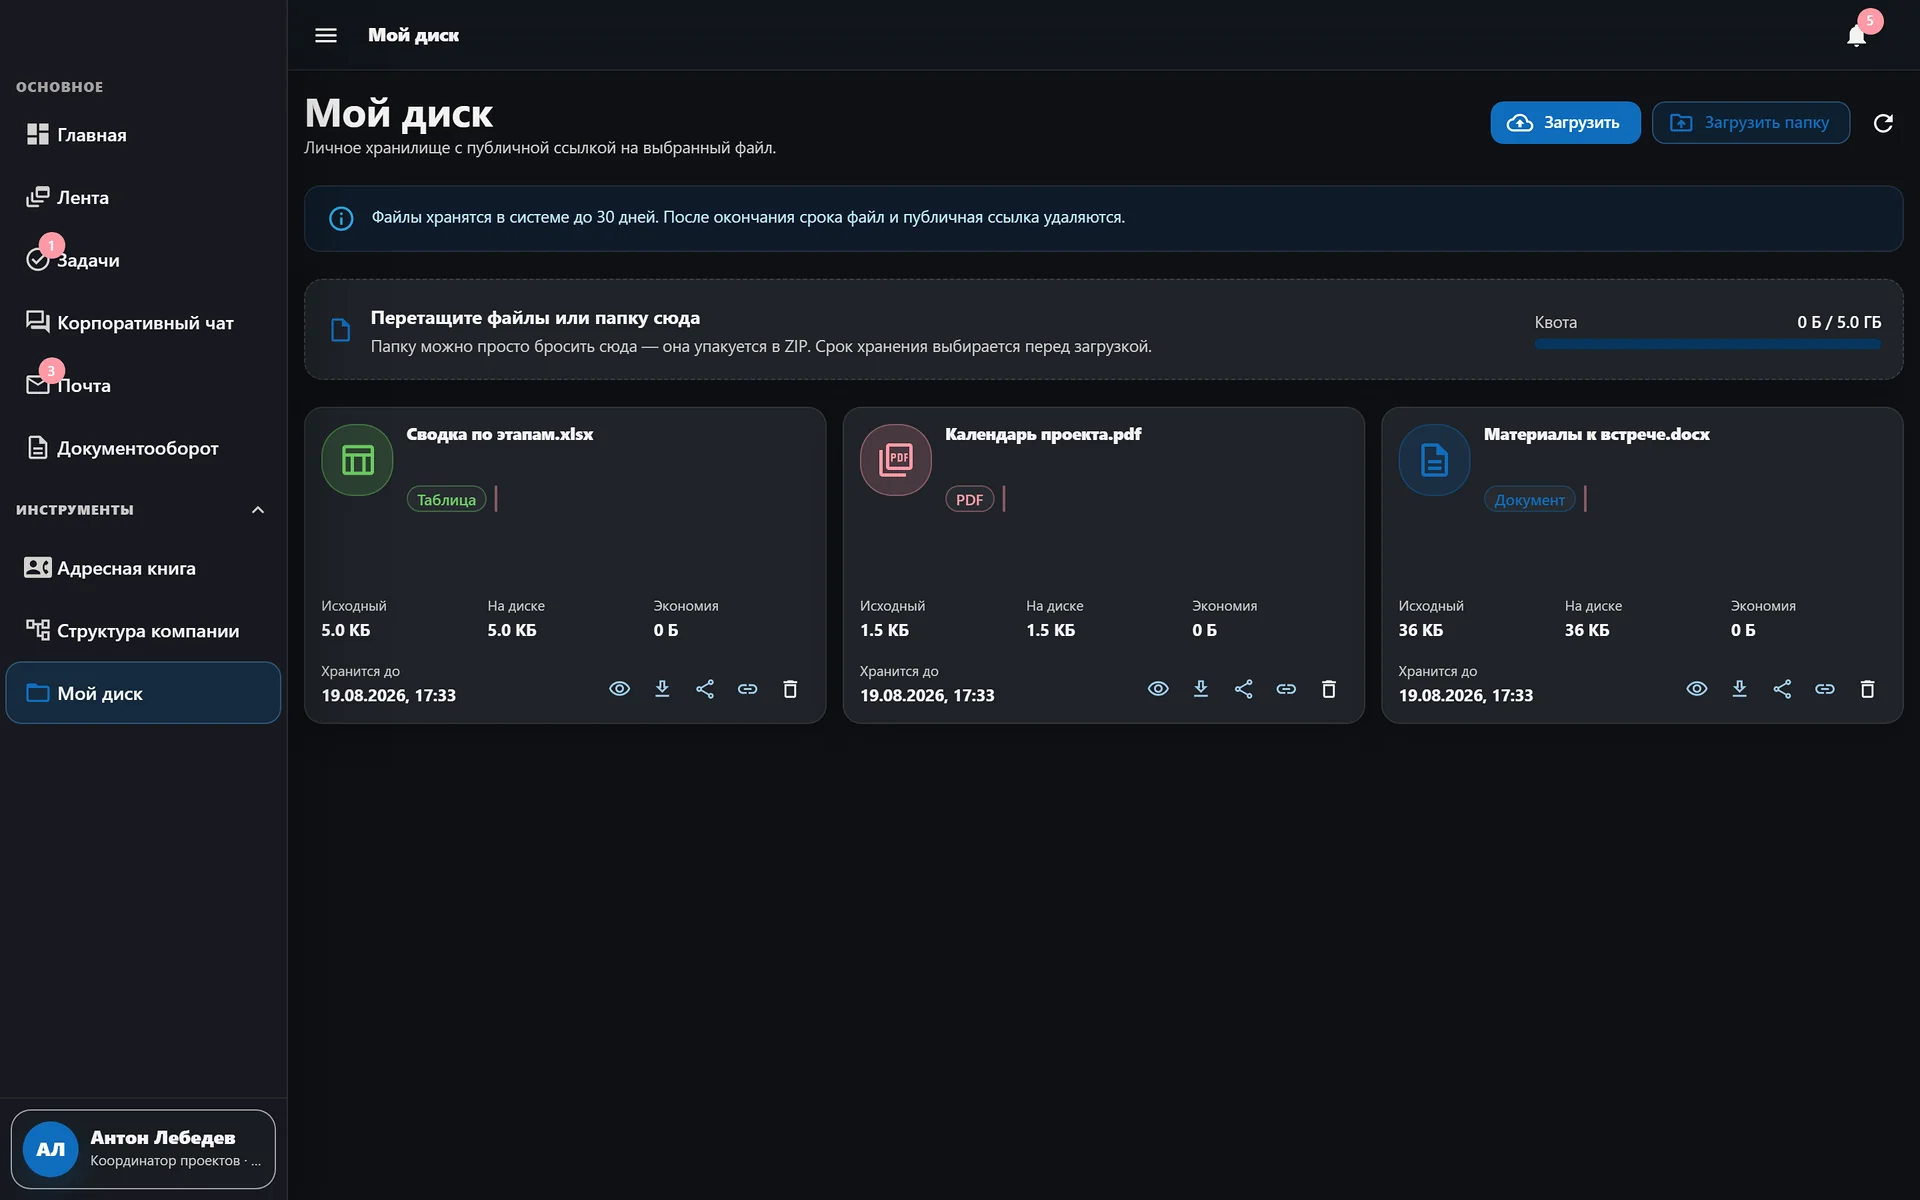 ОСНОВНОЕ
Главная
Лента
1
Задачи
Корпоративный чат
3
Почта
Документооборот
ИНСТРУМЕНТЫ
Адресная книга
Структура компании
Мой диск
АЛ
Антон Лебедев
Координатор проектов · ...
Мой диск
5
Мой диск
Личное хранилище с публичной ссылкой на выбранный файл.
Загрузить
Загрузить папку
Файлы хранятся в системе до 30 дней. После окончания срока файл и публичная ссылка удаляются.
Перетащите файлы или папку сюда
Папку можно просто бросить сюда — она упакуется в ZIP. Срок хранения выбирается перед загрузкой.
Квота
0 Б / 5.0 ГБ
Сводка по этапам.xlsx
Таблица
Исходный
На диске
Экономия
5.0 КБ
5.0 КБ
0 Б
Хранится до
19.08.2026, 17:33
Календарь проекта.pdf
PDF
PDF
Исходный
На диске
Экономия
1.5 КБ
1.5 КБ
0 Б
Хранится до
19.08.2026, 17:33
Материалы к встрече.docx
Документ
Исходный
На диске
Экономия
36 КБ
36 КБ
0 Б
Хранится до
19.08.2026, 17:33